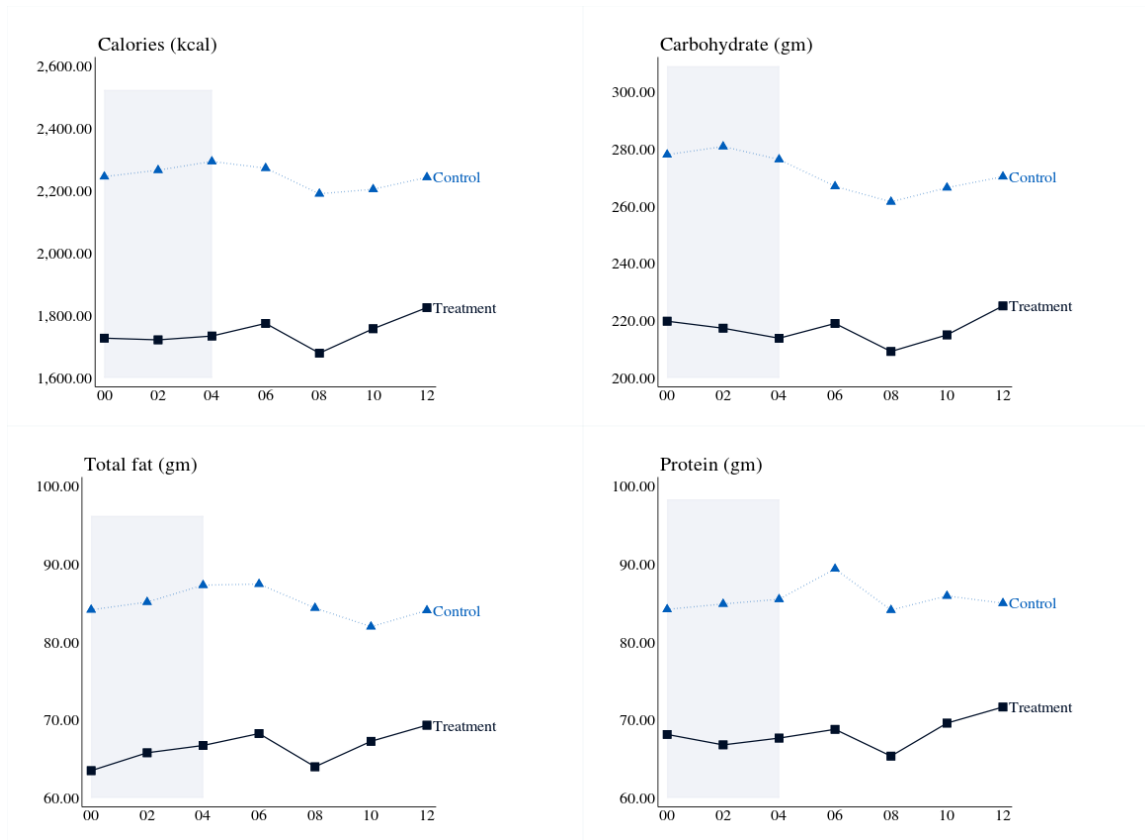 Calories (kcal)
2,600.00
2,400.00
2,200.00
2,000.00
1,800.00
1,600.00
Control
Treatment
00 02 04 06 08 10 12
Carbohydrate (gm)
300.00
280.00
260.00
240.00
220.00
200.00
Control
Treatment
00 02 04 06 08 10 12
Total fat (gm)
100.00
90.00
80.00
70.00
60.00
Control
Treatment
00 02 04 06 08 10 12
Protein (gm)
100.00
90.00
80.00
70.00
60.00
Control
Treatment
00 02 04 06 08 10 12